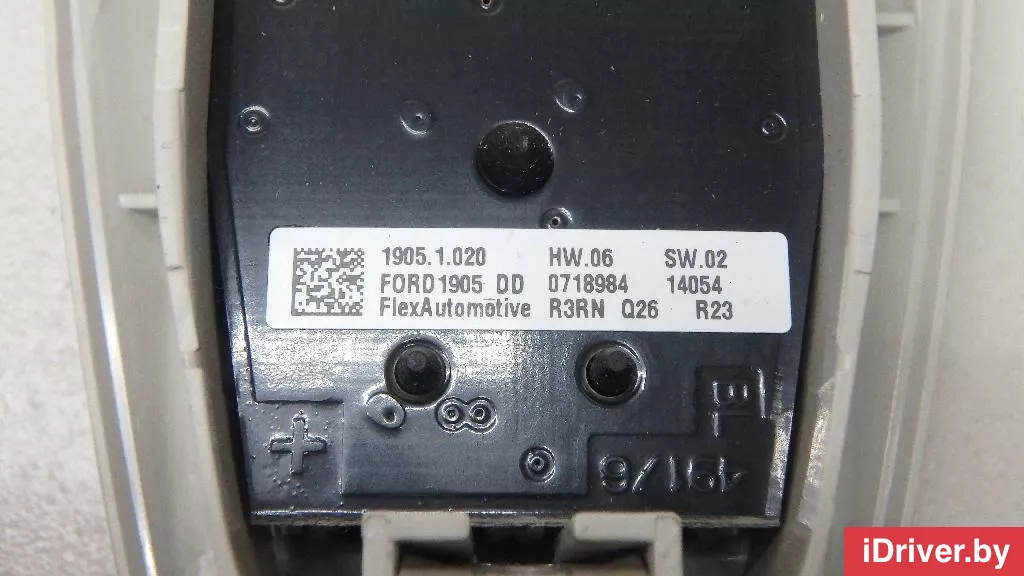 1905.1.020 HW.06 SW.02
FORD1905 DD 0718984 14054
FlexAutomotive R3RN Q26 R23
iDriver.by